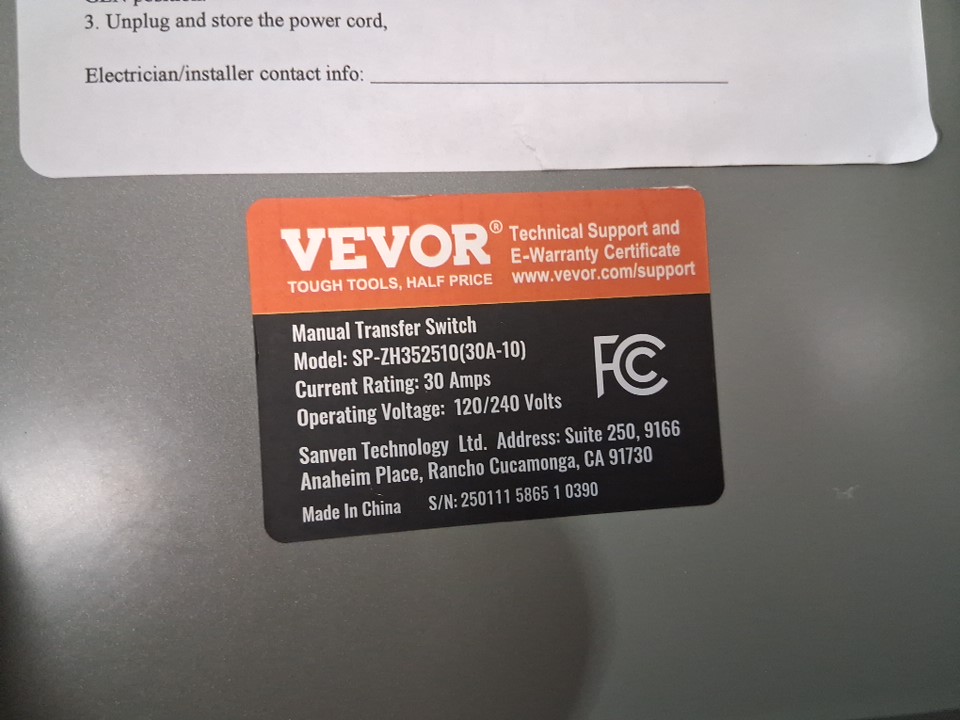 GEN position.
3. Unplug and store the power cord,
Electrician/installer contact info:
VEVOR®
TOUGH TOOLS, HALF PRICE
Technical Support and
E-Warranty Certificate
www.vevor.com/support
Manual Transfer Switch
Model: SP-ZH352510(30A-10)
Current Rating: 30 Amps
Operating Voltage: 120/240 Volts
FC
Sanven Technology Ltd. Address: Suite 250, 9166
Anaheim Place, Rancho Cucamonga, CA 91730
Made In China S/N: 250111 5865 1 0390